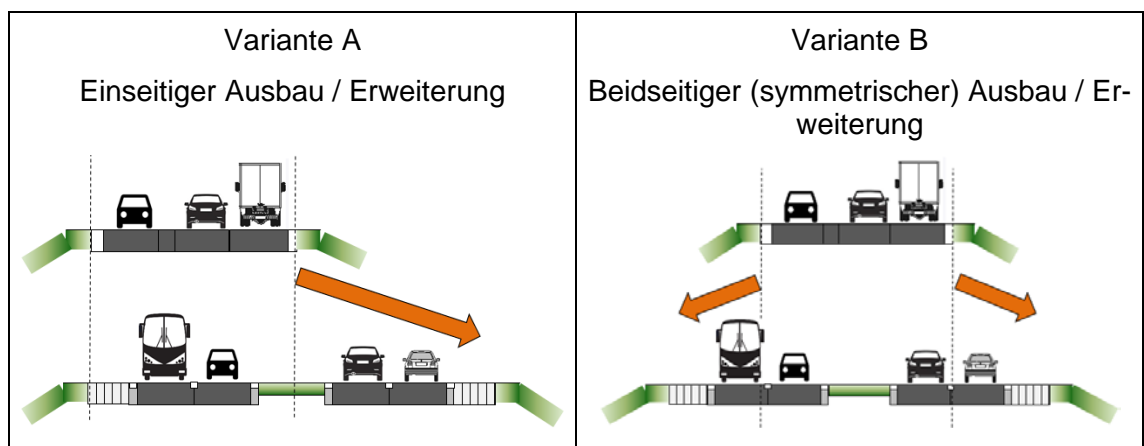 Variante A
Einseitiger Ausbau / Erweiterung
Variante B
Beidseitiger (symmetrischer) Ausbau / Er-
weiterung